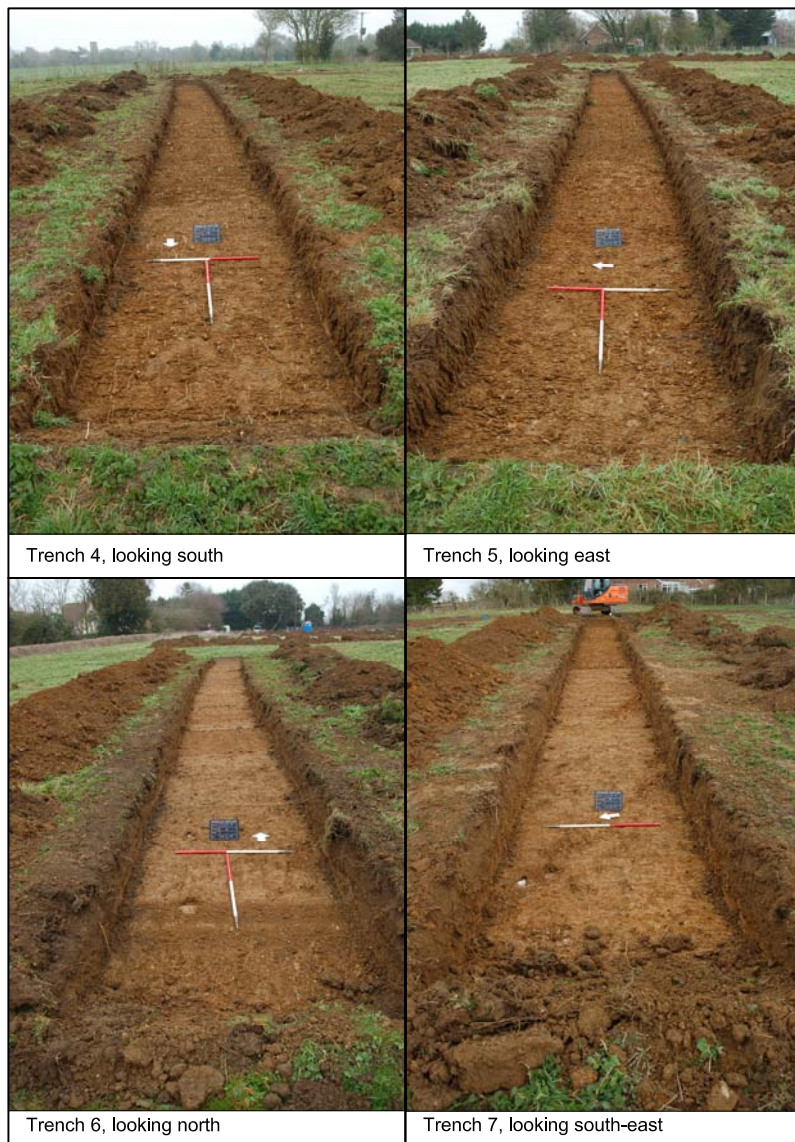 Trench 4, looking south
Trench 5, looking east
Trench 6, looking north
Trench 7, looking south-east